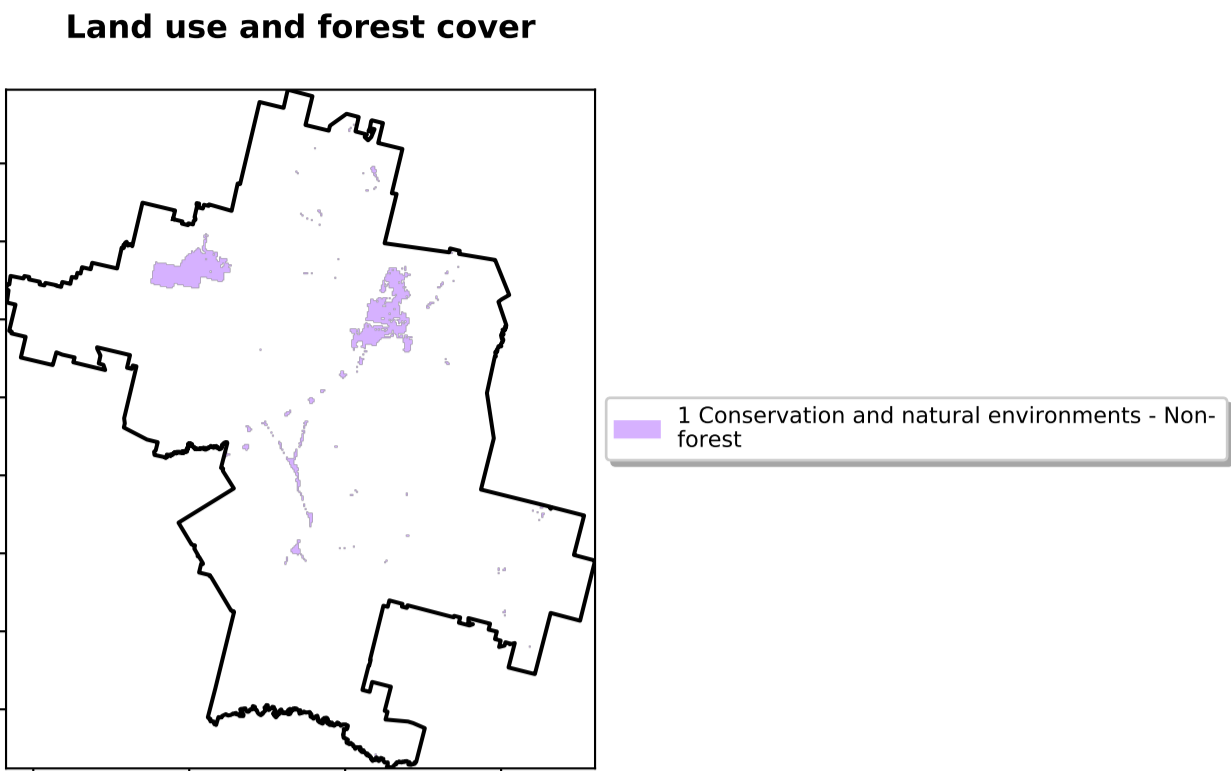 Land use and forest cover
1 Conservation and natural environments - Non-
forest